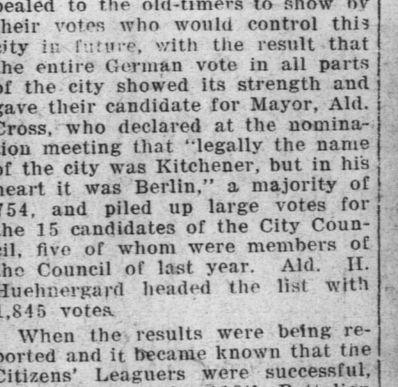 pealed to the old-timers to show by
their votes who would control this
city in future, with the result that
the entire German vote in all parts
of the city showed its strength and
gave their candidate for Mayor, Ald.
Cross, who declared at the nomina-
tion meeting that "legally the name
of the city was Kitchener, but in his
heart it was Berlin," a majority of
754, and piled up large votes for
the 15 candidates of the City Coun-
cil, five of whom were members of
the Council of last year. Ald. H.
Huehnergard headed the list with
1,845 votes.
When the results were being re-
ported and it became known that the
Citizens' Leaguers were successful,